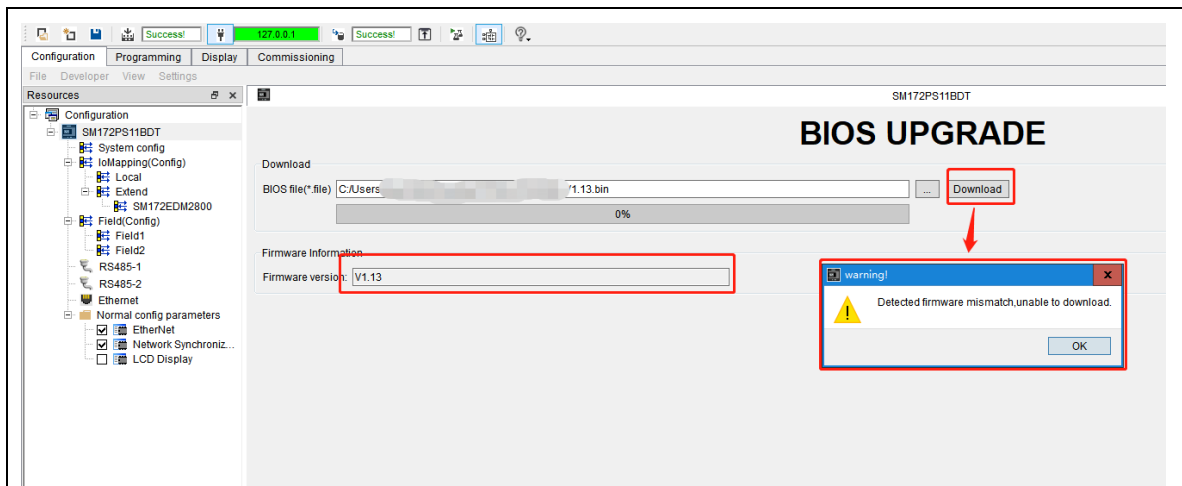 Success! 127.0.0.1 Success!
Configuration Programming Display Commissioning
File Developer View Settings
Resources
SM172PS11BDT
Configuration
SM172PS11BDT
System config
IoMapping(Config)
Local
Extend
SM172EDM2800
Field(Config)
Field1
Field2
RS485-1
RS485-2
Ethernet
Normal config parameters
EtherNet
Network Synchroniz...
LCD Display
BIOS UPGRADE
Download
BIOS file(*.file) C:/Users /1.13.bin ... Download
0%
Firmware Information
Firmware version: V1.13
warning!
Detected firmware mismatch,unable to download.
OK